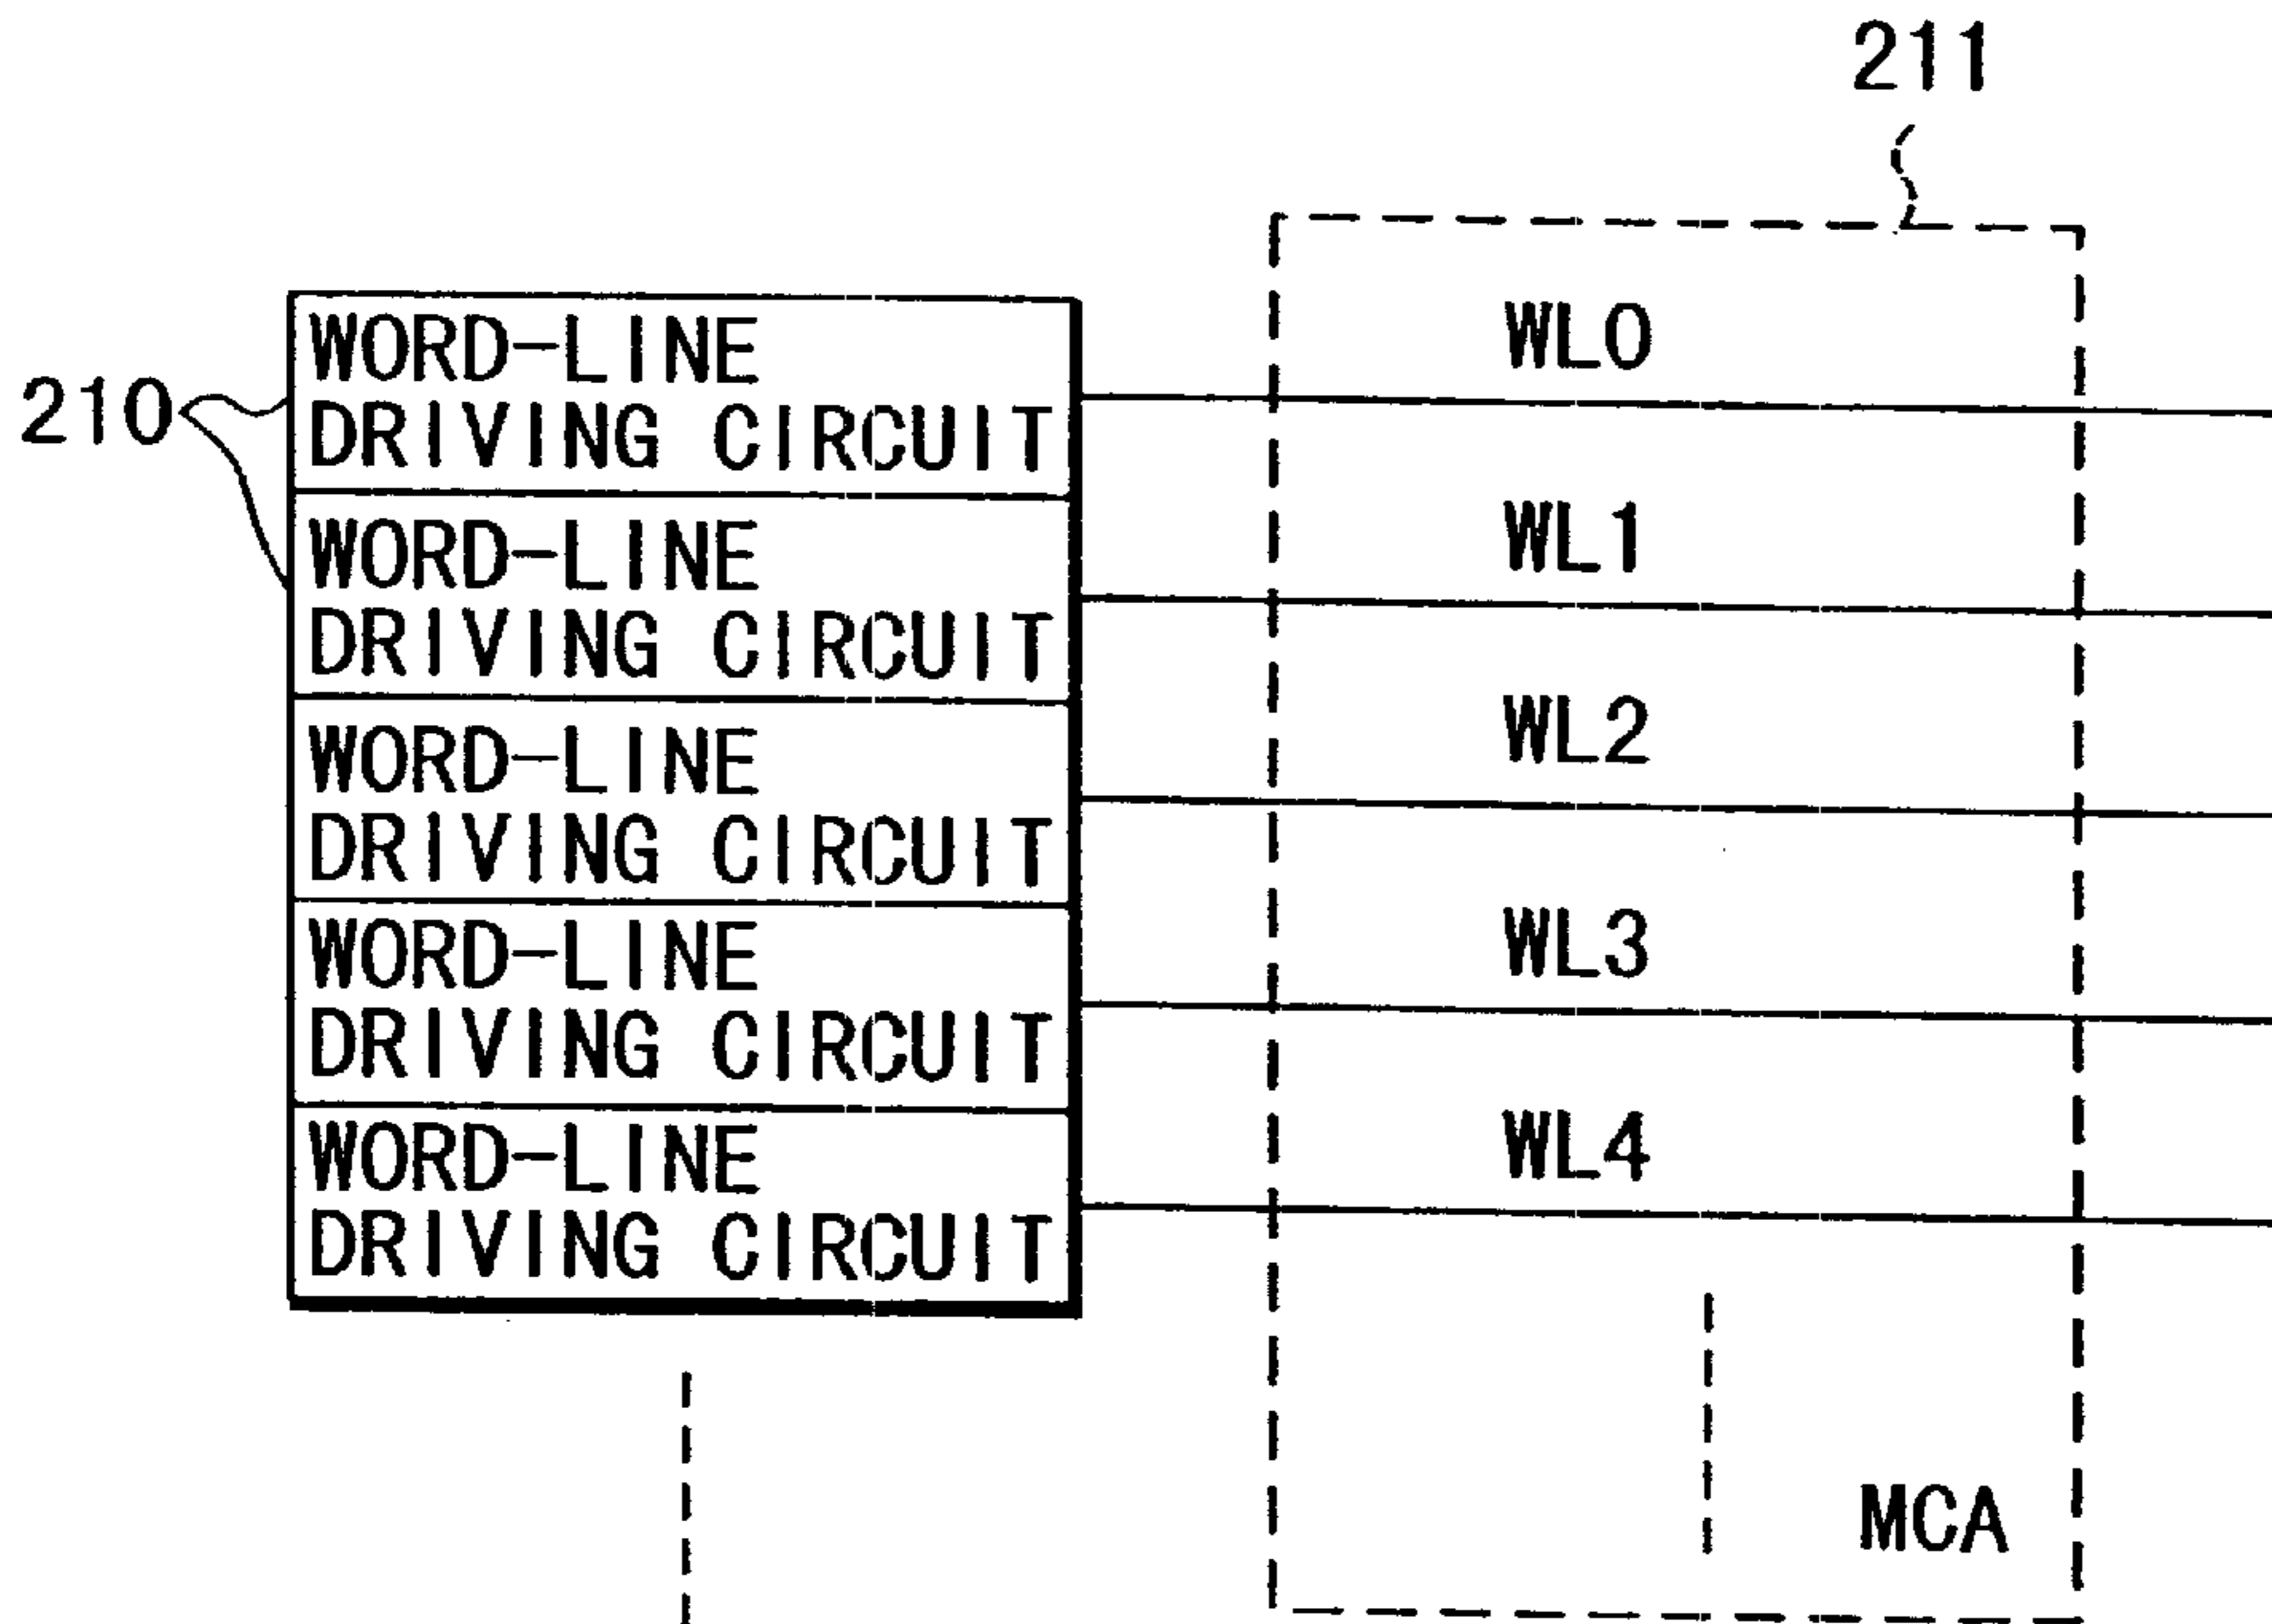 211
WORD-LINE
DRIVING CIRCUIT
WL0
210
WORD-LINE
DRIVING CIRCUIT
WL1
WORD-LINE
DRIVING CIRCUIT
WL2
WORD-LINE
DRIVING CIRCUIT
WL3
WORD-LINE
DRIVING CIRCUIT
WL4
MCA